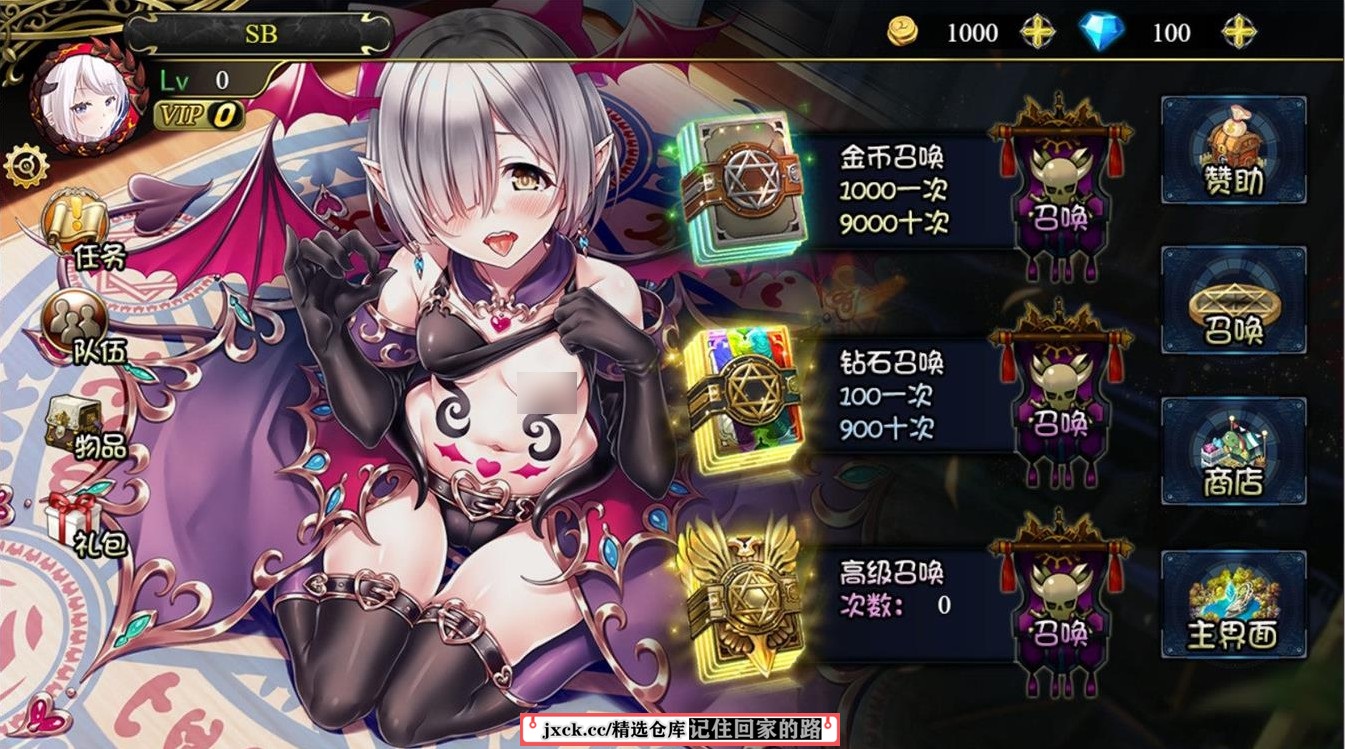 SB
1000
100
Lv 0
VIP 0
任务
队伍
物品
礼包
金币召唤
1000一次
9000十次
召唤
钻石召唤
100一次
900十次
召唤
高级召唤
次数： 0
召唤
赞助
召唤
商店
主界面
jxck.cc/精选仓库 记住回家的路